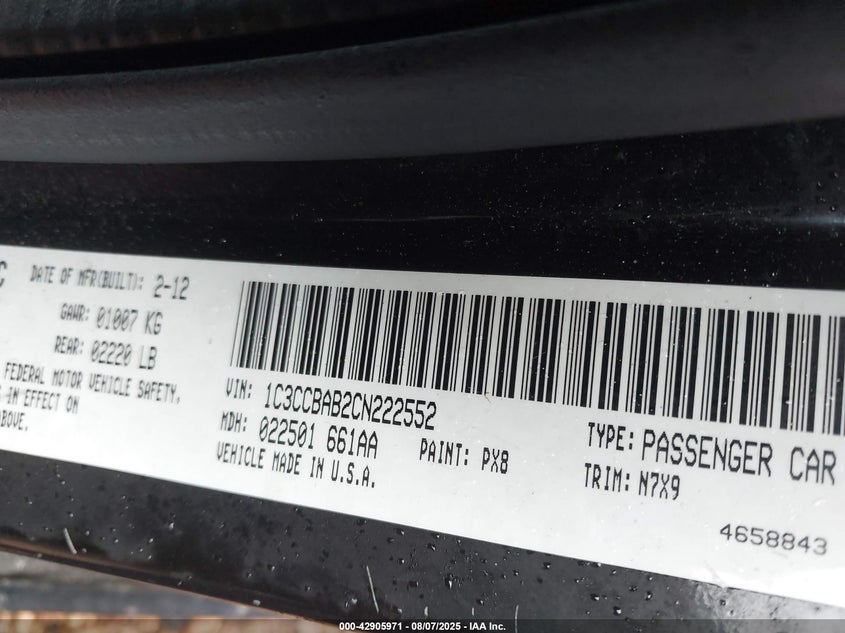 C
DATE OF MFR(BUILT): 2-12
GAWR: 01007 KG
REAR: 02220 LB
FEDERAL MOTOR VEHICLE SAFETY,
IN EFFECT ON
ABOVE.
VIN: 1C3CCBAB2CN222552
MDH: 022501 661AA
PAINT: PX8
VEHICLE MADE IN U.S.A.
TYPE: PASSENGER CAR
TRIM: N7X9
4658843
000-42905971 - 08/07/2025 - IAA Inc.